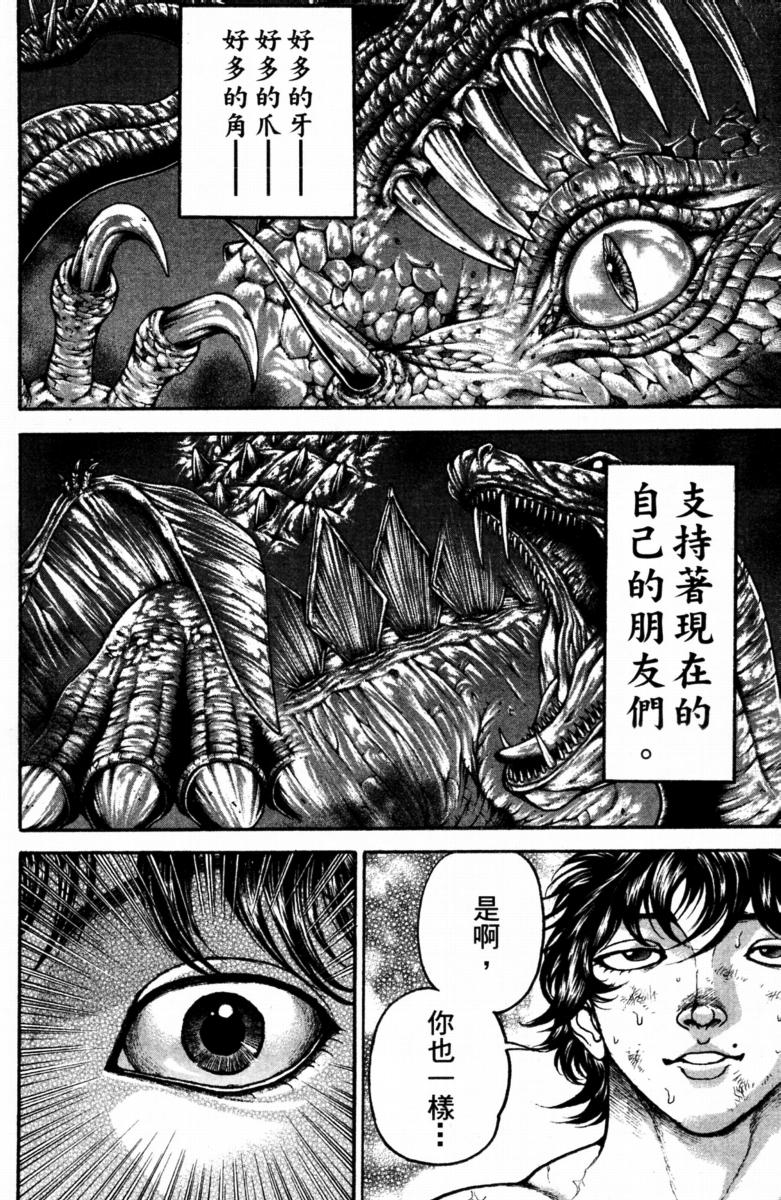 好多的牙——
好多的爪——
好多的角——
支持著現在的
自己的朋友們。
是啊，
你也一樣…